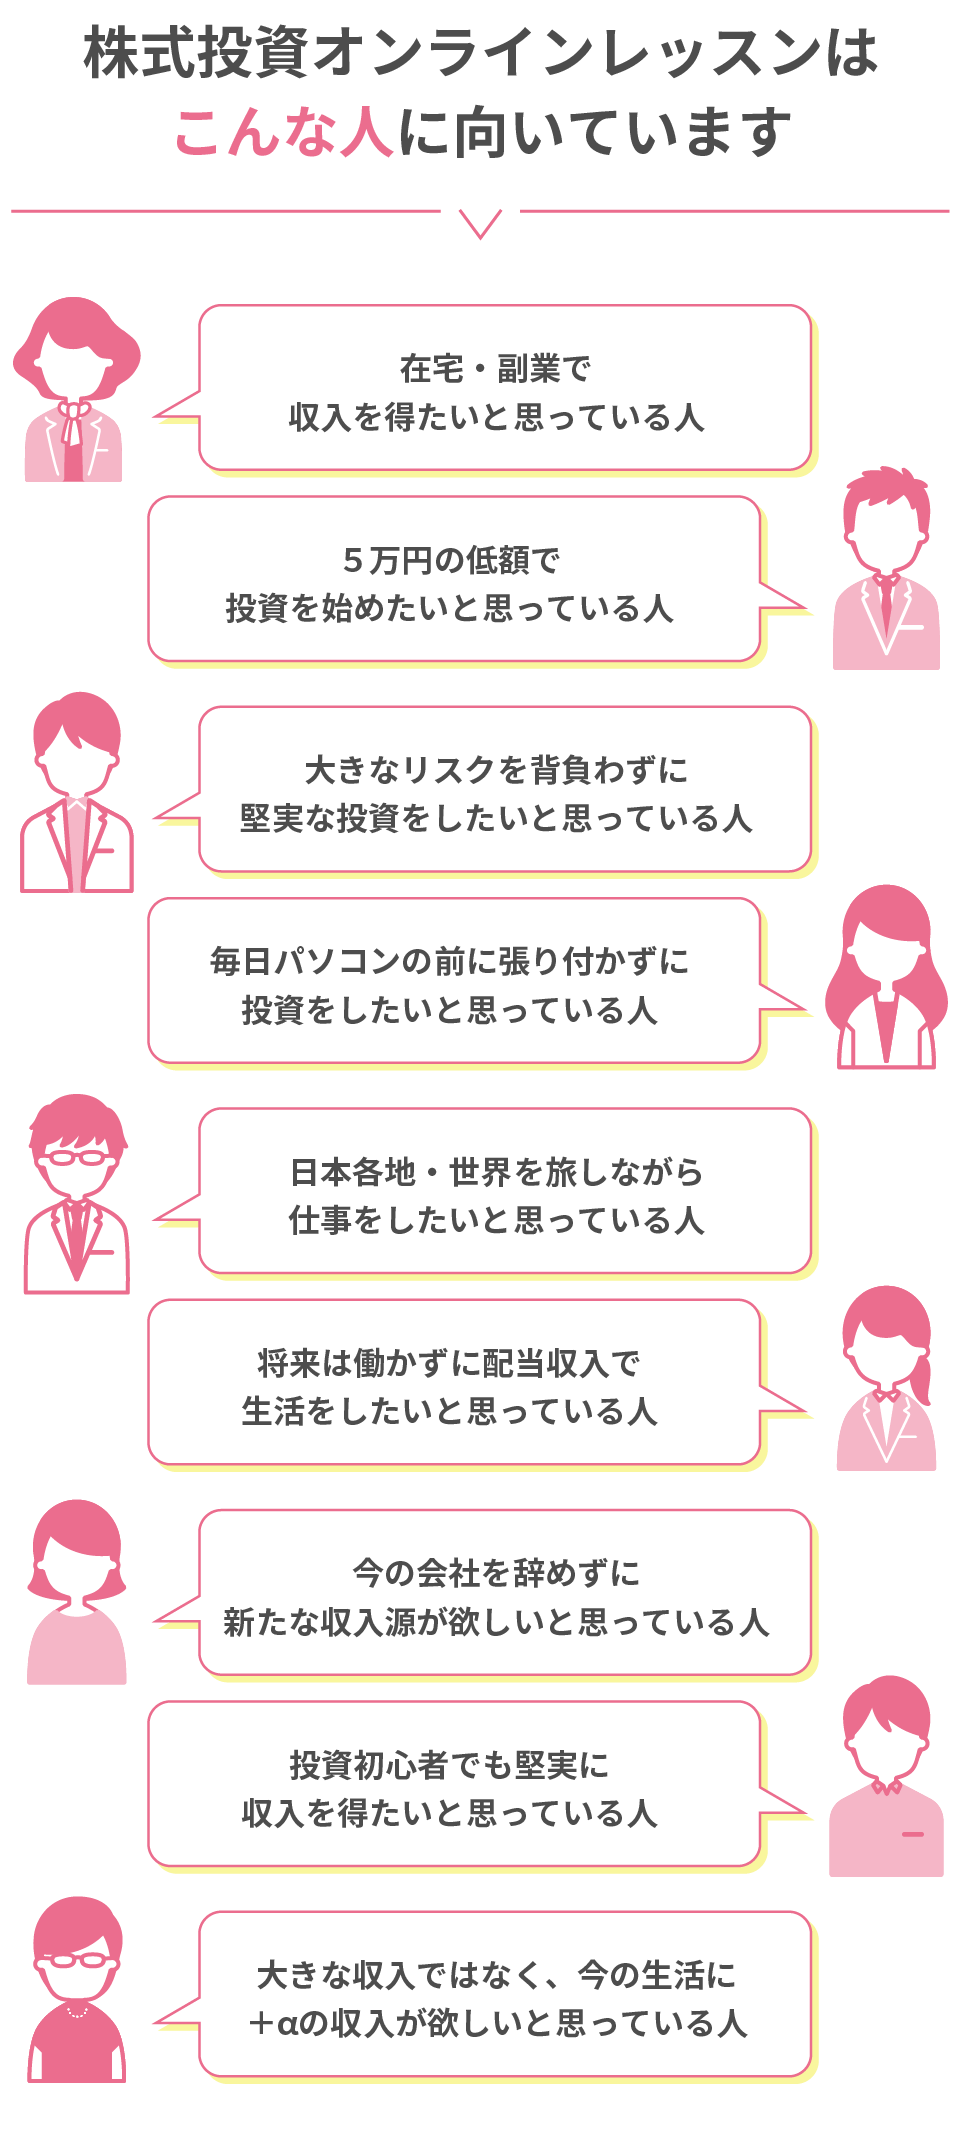 株式投資オンラインレッスンは
こんな人に向いています
在宅・副業で
収入を得たいと思っている人
５万円の低額で
投資を始めたいと思っている人
大きなリスクを背負わずに
堅実な投資をしたいと思っている人
毎日パソコンの前に張り付かずに
投資をしたいと思っている人
日本各地・世界を旅しながら
仕事をしたいと思っている人
将来は働かずに配当収入で
生活をしたいと思っている人
今の会社を辞めずに
新たな収入源が欲しいと思っている人
投資初心者でも堅実に
収入を得たいと思っている人
大きな収入ではなく、今の生活に
＋αの収入が欲しいと思っている人